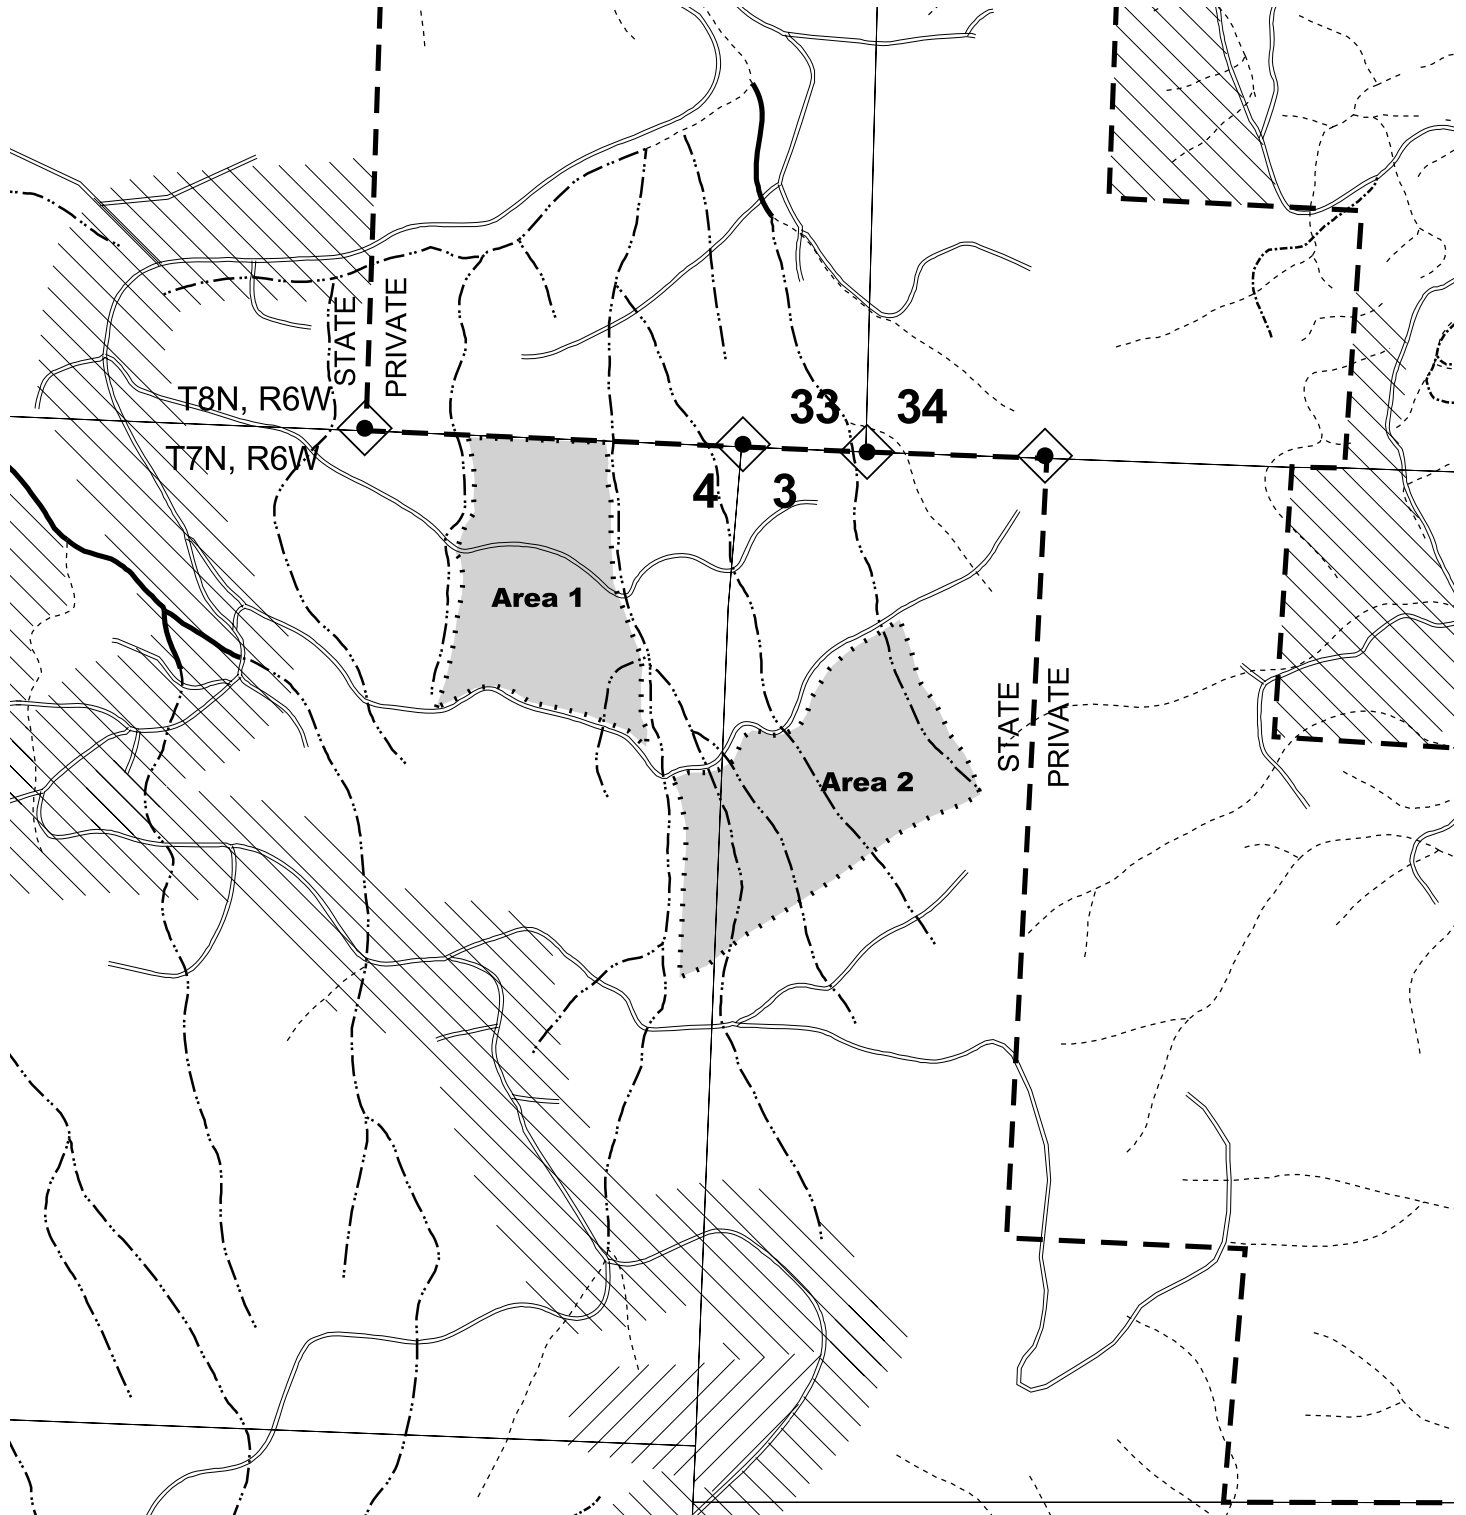 STATE
PRIVATE
T8N, R6W
33
34
T7N, R6W
4
3
Area 1
STATE
PRIVATE
Area 2